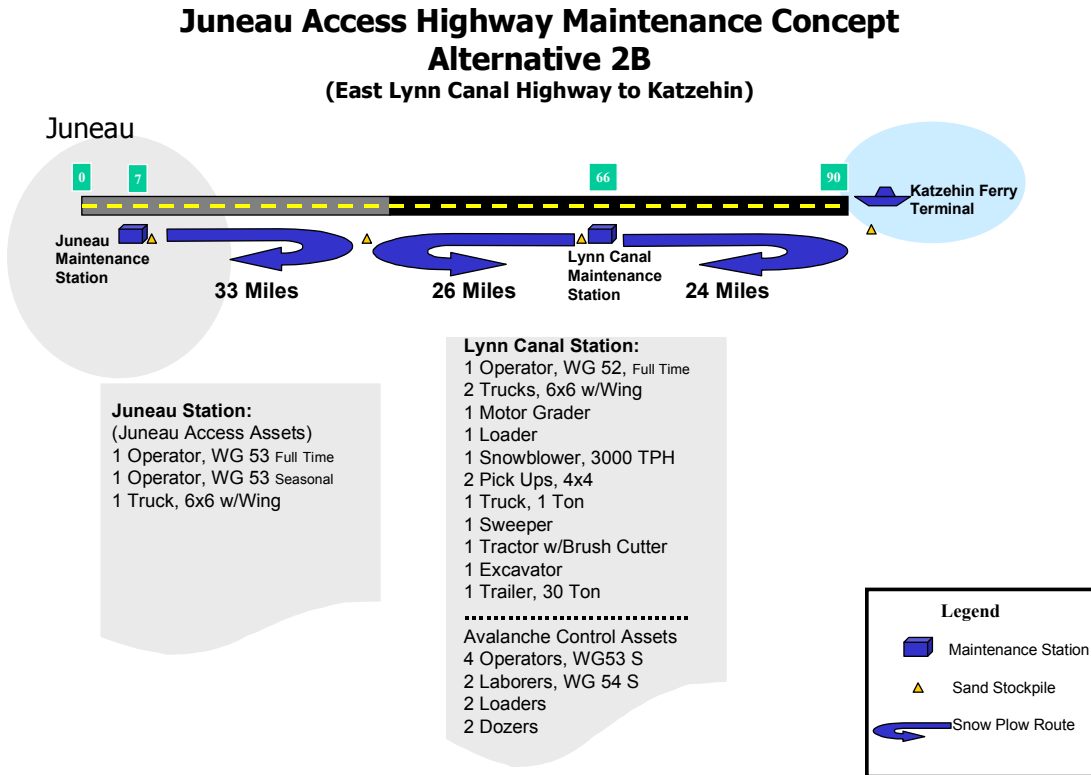 Juneau Access Highway Maintenance Concept
Alternative 2B
(East Lynn Canal Highway to Katzehin)
Juneau
0
7
66
90
Katzehin Ferry
Terminal
Juneau
Maintenance
Station
Lynn Canal
Maintenance
Station
33 Miles
26 Miles
24 Miles
Juneau Station:
(Juneau Access Assets)
1 Operator, WG 53 Full Time
1 Operator, WG 53 Seasonal
1 Truck, 6x6 w/Wing
Lynn Canal Station:
1 Operator, WG 52, Full Time
2 Trucks, 6x6 w/Wing
1 Motor Grader
1 Loader
1 Snowblower, 3000 TPH
2 Pick Ups, 4x4
1 Truck, 1 Ton
1 Sweeper
1 Tractor w/Brush Cutter
1 Excavator
1 Trailer, 30 Ton
Avalanche Control Assets
4 Operators, WG53 S
2 Laborers, WG 54 S
2 Loaders
2 Dozers
Legend
Maintenance Station
Sand Stockpile
Snow Plow Route